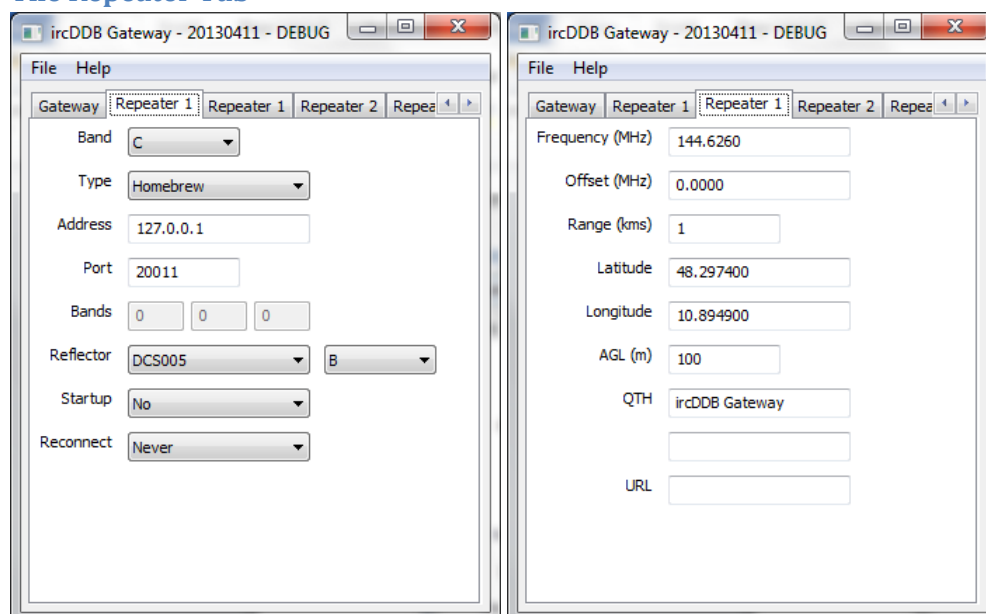 The Repeater Tab
ircDDB Gateway - 20130411 - DEBUG
File Help
Gateway Repeater 1 Repeater 1 Repeater 2 Repea
Band C
Type Homebrew
Address 127.0.0.1
Port 20011
Bands 0 0 0
Reflector DCS005 B
Startup No
Reconnect Never
ircDDB Gateway - 20130411 - DEBUG
File Help
Gateway Repeater 1 Repeater 1 Repeater 2 Repea
Frequency (MHz) 144.6260
Offset (MHz) 0.0000
Range (kms) 1
Latitude 48.297400
Longitude 10.894900
AGL (m) 100
QTH ircDDB Gateway
URL